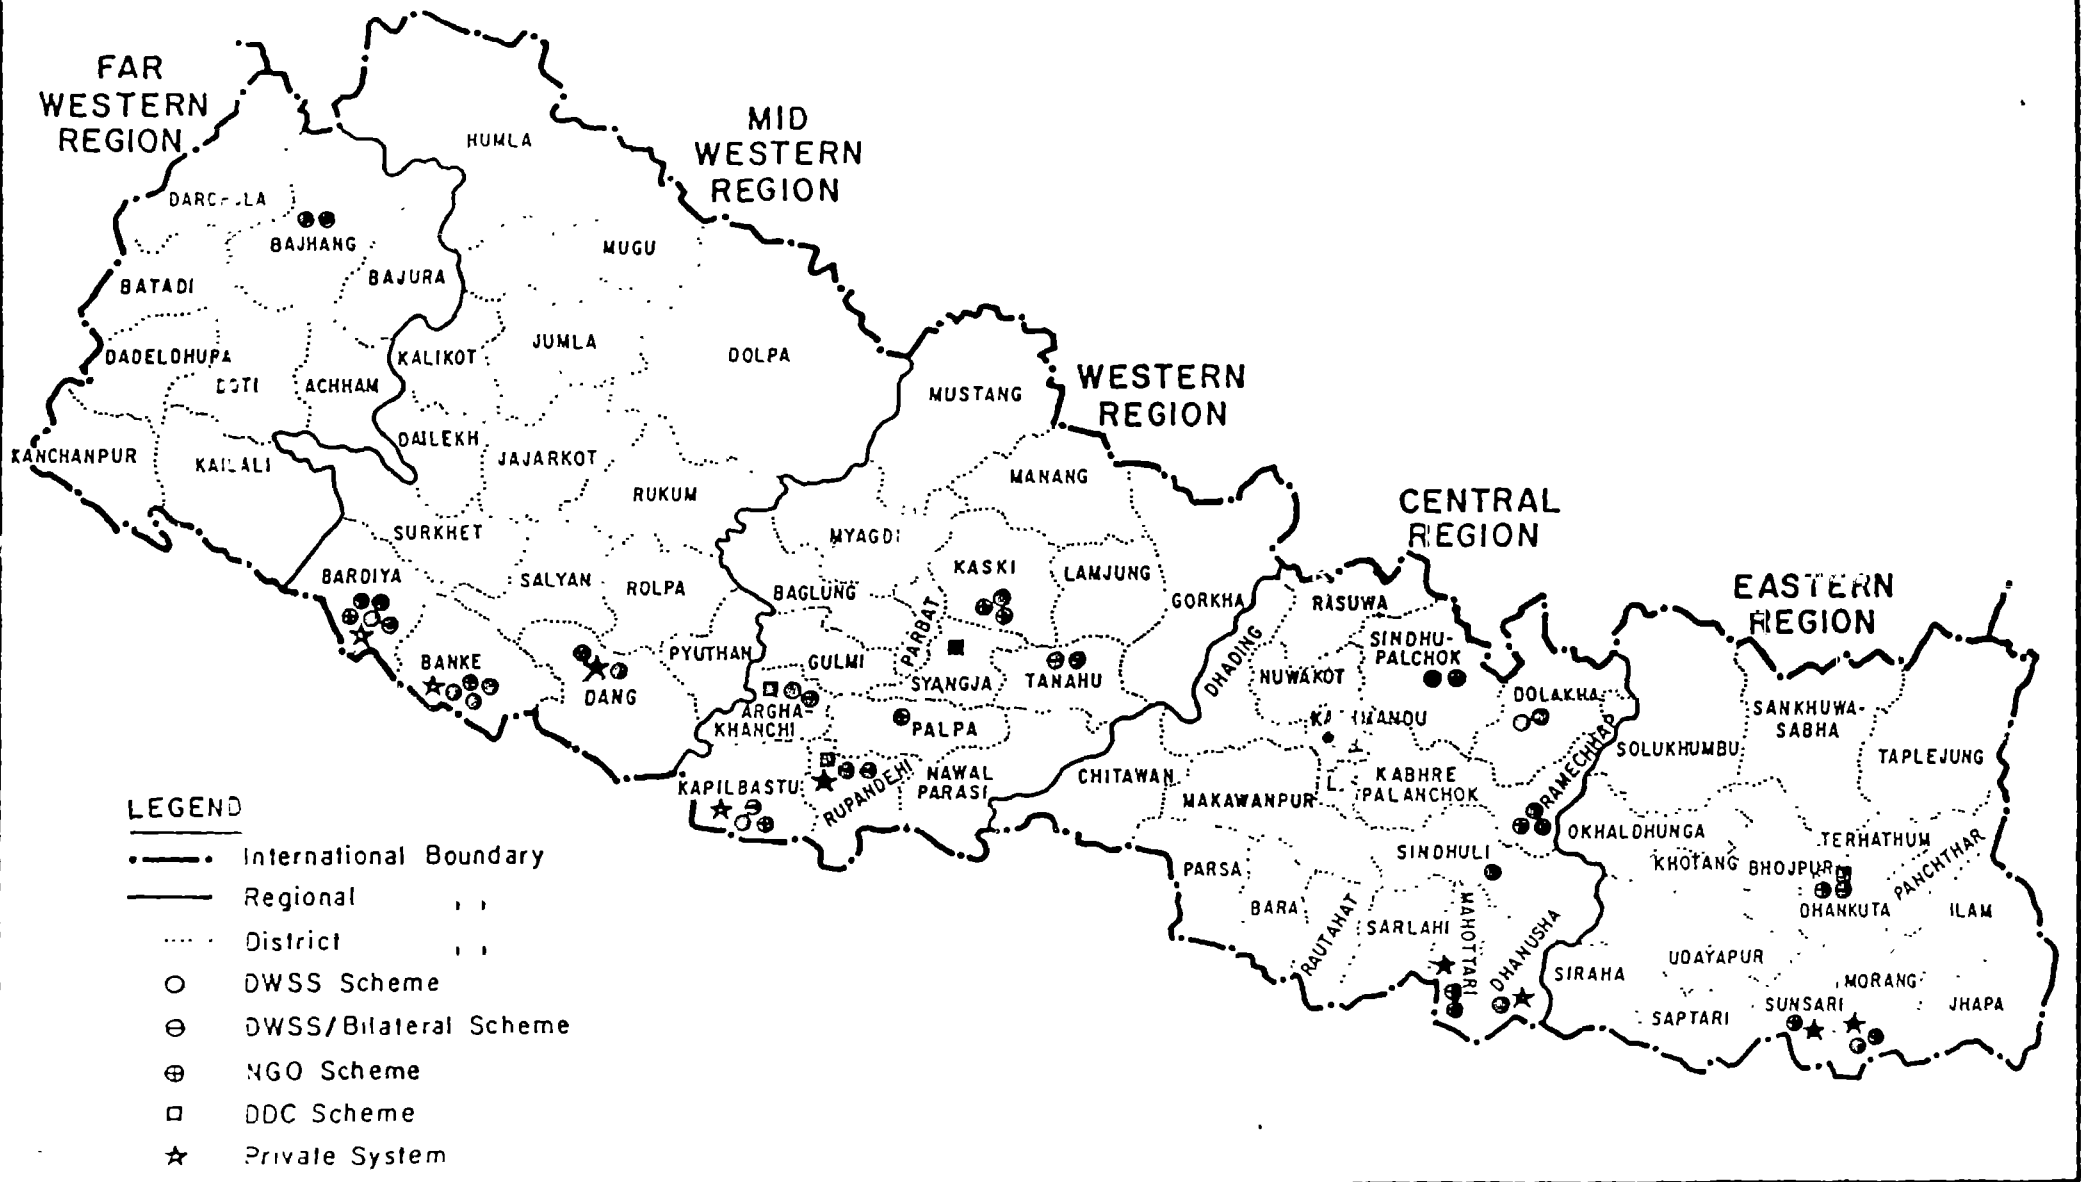 FAR
WESTERN
REGION
MID
WESTERN
REGION
WESTERN
REGION
CENTRAL
REGION
EASTERN
REGION
HUMLA
BAJHANG
MUGU
BAJURA
BATADI
DADELDHUPA
ACHHAM
KALIKOT
JUMLA
DOLPA
MUSTANG
KANCHANPUR
DAILEKH
JAJARKOT
RUKUM
MANANG
SURKHET
MYAGDI
BARDIYA
SALYAN
ROLPA
BAGLUNG
KASKI
LAMJUNG
GORKHA
PARBAT
DHADING
RASUWA
SINDHU-
PALCHOK
BANKE
DANG
PYUTHAN
GULMI
SYANGJA
TANAHU
NUWAKOT
DOLAKHA
ARGHA-
KHANCHI
PALPA
RAMECHHAP
SOLUKHUMBU
SANKHUWA-
SABHA
TAPLEJUNG
KAPILBASTU
RUPANDEHI
NAWAL
PARASI
CHITAWAN
MAKAWANPUR
KABHRE
PALANCHOK
OKHALDHUNGA
KHOTANG
BHOJPUR
TERHATHUM
PANCHTHAR
PARSA
BARA
RAUTAHAT
SARLAHI
SINDHULI
MAHOTTARI
DHANUSHA
DHANKUTA
ILAM
SIRAHA
UDAYAPUR
SAPTARI
SUNSARI
MORANG
JHAPA
LEGEND
International Boundary
Regional , ,
District , ,
DWSS Scheme
DWSS/Bilateral Scheme
NGO Scheme
DDC Scheme
Private System